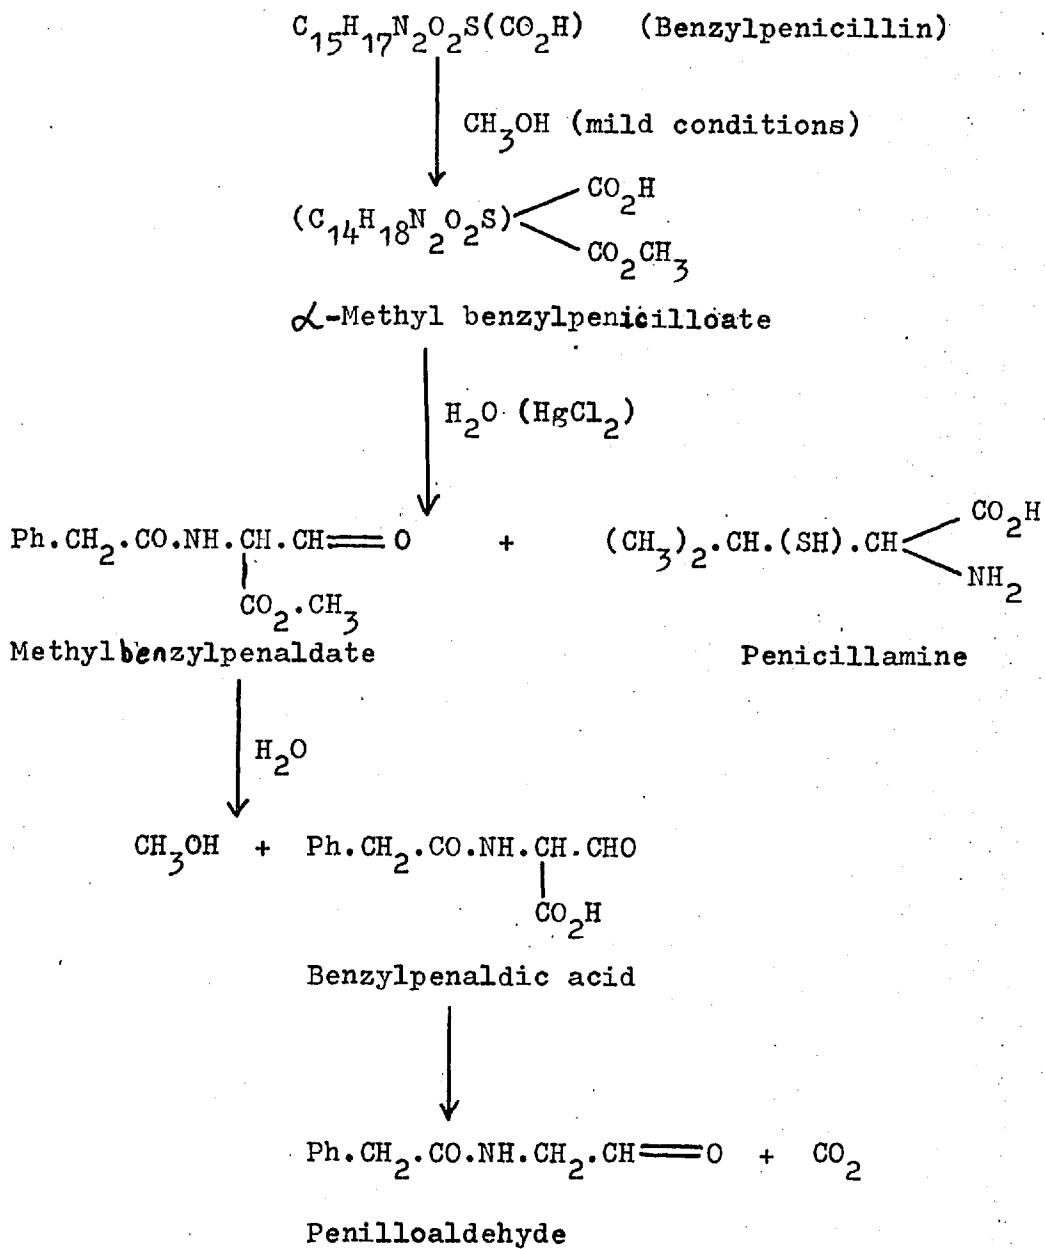 C₁₅H₁₇N₂O₂S(CO₂H) (Benzylpenicillin)
CH₃OH (mild conditions)
(C₁₄H₁₈N₂O₂S) CO₂H
CO₂CH₃
α-Methyl benzylpenicilloate
H₂O (HgCl₂)
Ph.CH₂.CO.NH.CH.CH=O + (CH₃)₂.CH.(SH).CH CO₂H
NH₂
CO₂.CH₃
Methylbenzylpenaldate Penicillamine
H₂O
CH₃OH + Ph.CH₂.CO.NH.CH.CHO
CO₂H
Benzylpenaldic acid
Ph.CH₂.CO.NH.CH₂.CH=O + CO₂
Penilloaldehyde